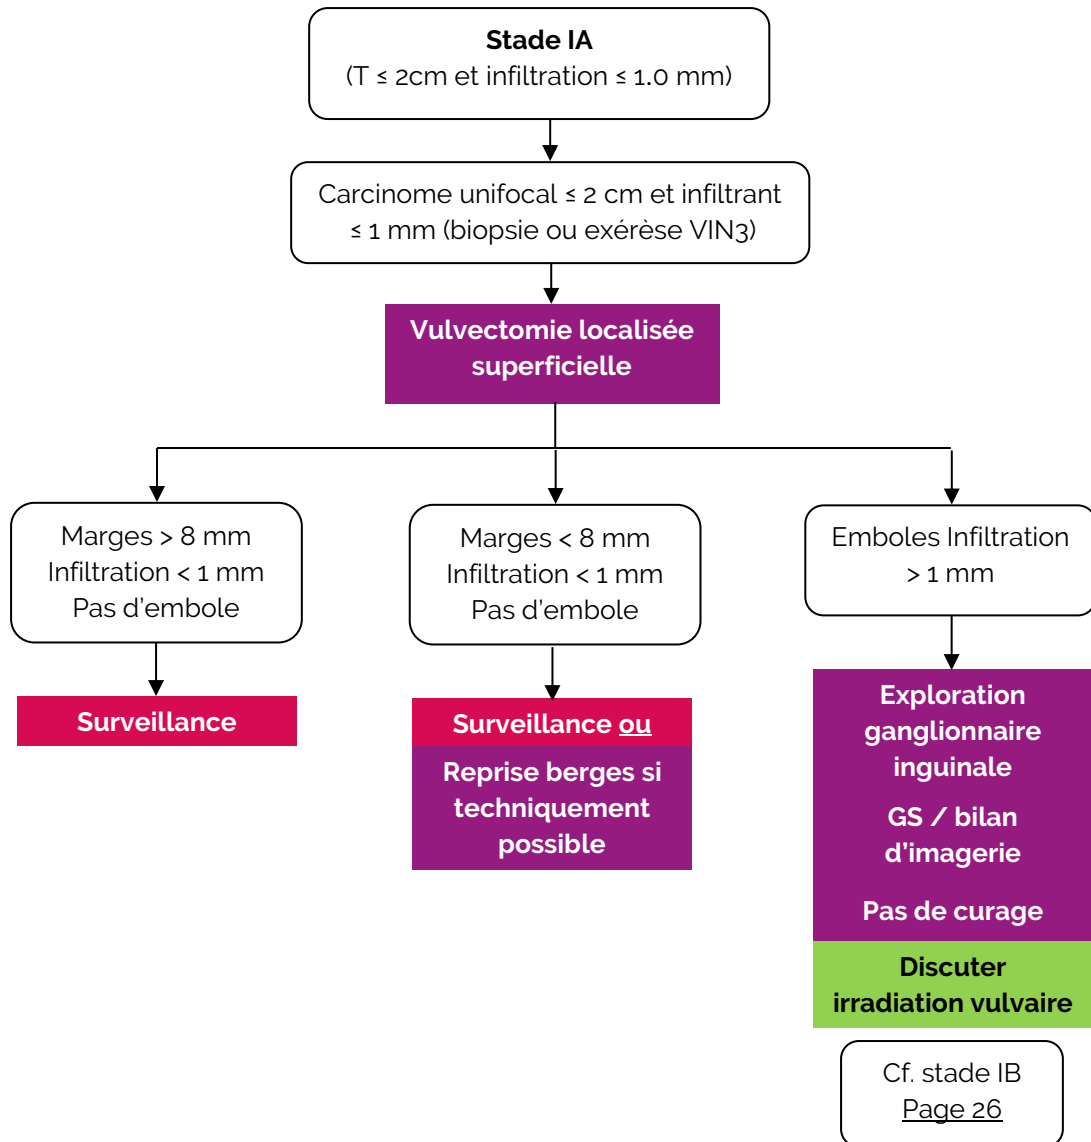 Stade IA
(T ≤ 2cm et infiltration ≤ 1.0 mm)
Carcinome unifocal ≤ 2 cm et infiltrant
≤ 1 mm (biopsie ou exérèse VIN3)
Vulvectomie localisée
superficielle
Marges > 8 mm
Infiltration < 1 mm
Pas d’embole
Surveillance
Marges < 8 mm
Infiltration < 1 mm
Pas d’embole
Surveillance ou
Reprise berges si
techniquement
possible
Emboles Infiltration
> 1 mm
Exploration
ganglionnaire
inguinale
GS / bilan
d’imagerie
Pas de curage
Discuter
irradiation vulvaire
Cf. stade IB
Page 26